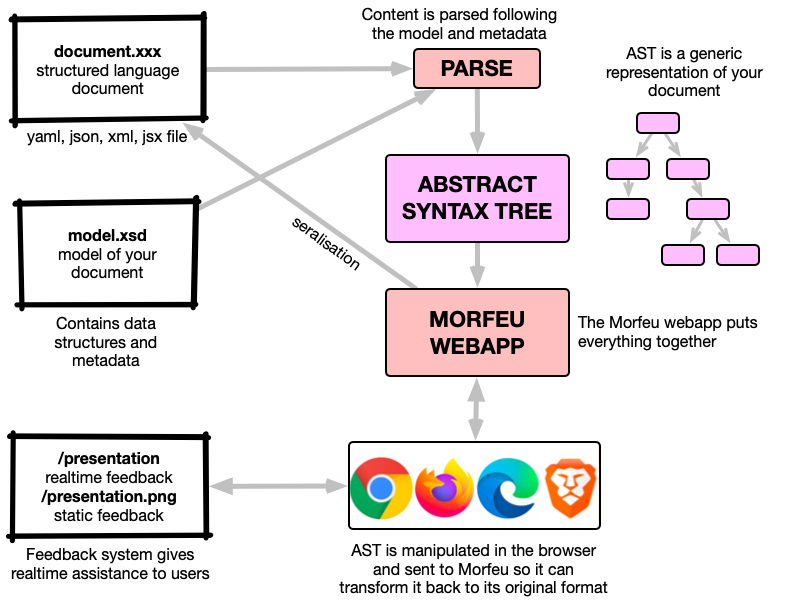 Content is parsed following
the model and metadata
document.xxx
structured language
document
PARSE
AST is a generic
representation of your
document
yaml, json, xml, jsx file
ABSTRACT
SYNTAX TREE
model.xsd
model of your
document
seralisation
Contains data
structures and
metadata
MORFEU
WEBAPP
The Morfeu webapp puts
everything together
/presentation
realtime feedback
/presentation.png
static feedback
Feedback system gives
realtime assistance to users
AST is manipulated in the browser
and sent to Morfeu so it can
transform it back to its original format